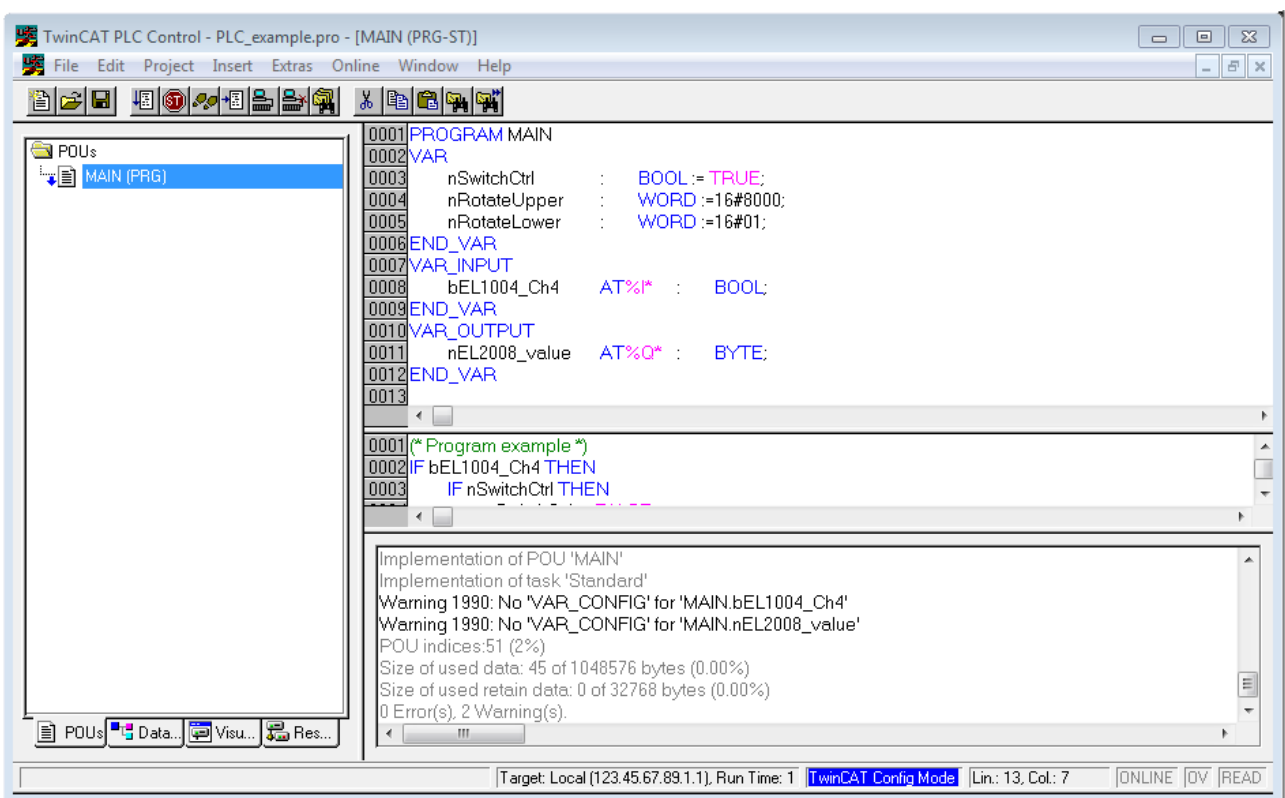 TwinCAT PLC Control - PLC_example.pro - [MAIN (PRG-ST)]
File Edit Project Insert Extras Online Window Help
POUs
MAIN (PRG)
0001 PROGRAM MAIN
0002 VAR
0003 nSwitchCtrl : BOOL := TRUE;
0004 nRotateUpper : WORD :=16#8000;
0005 nRotateLower : WORD :=16#01;
0006 END_VAR
0007 VAR_INPUT
0008 bEL1004_Ch4 AT%I* : BOOL;
0009 END_VAR
0010 VAR_OUTPUT
0011 nEL2008_value AT%Q* : BYTE;
0012 END_VAR
0013
0001 (* Program example *)
0002 IF bEL1004_Ch4 THEN
0003 IF nSwitchCtrl THEN
Implementation of POU 'MAIN'
Implementation of task 'Standard'
Warning 1990: No 'VAR_CONFIG' for 'MAIN.bEL1004_Ch4'
Warning 1990: No 'VAR_CONFIG' for 'MAIN.nEL2008_value'
POU indices:51 (2%)
Size of used data: 45 of 1048576 bytes (0.00%)
Size of used retain data: 0 of 32768 bytes (0.00%)
0 Error(s), 2 Warning(s).
POUs Data... Visu... Res...
Target: Local (123.45.67.89.1.1), Run Time: 1 TwinCAT Config Mode Lin.: 13, Col.: 7 ONLINE OV READ